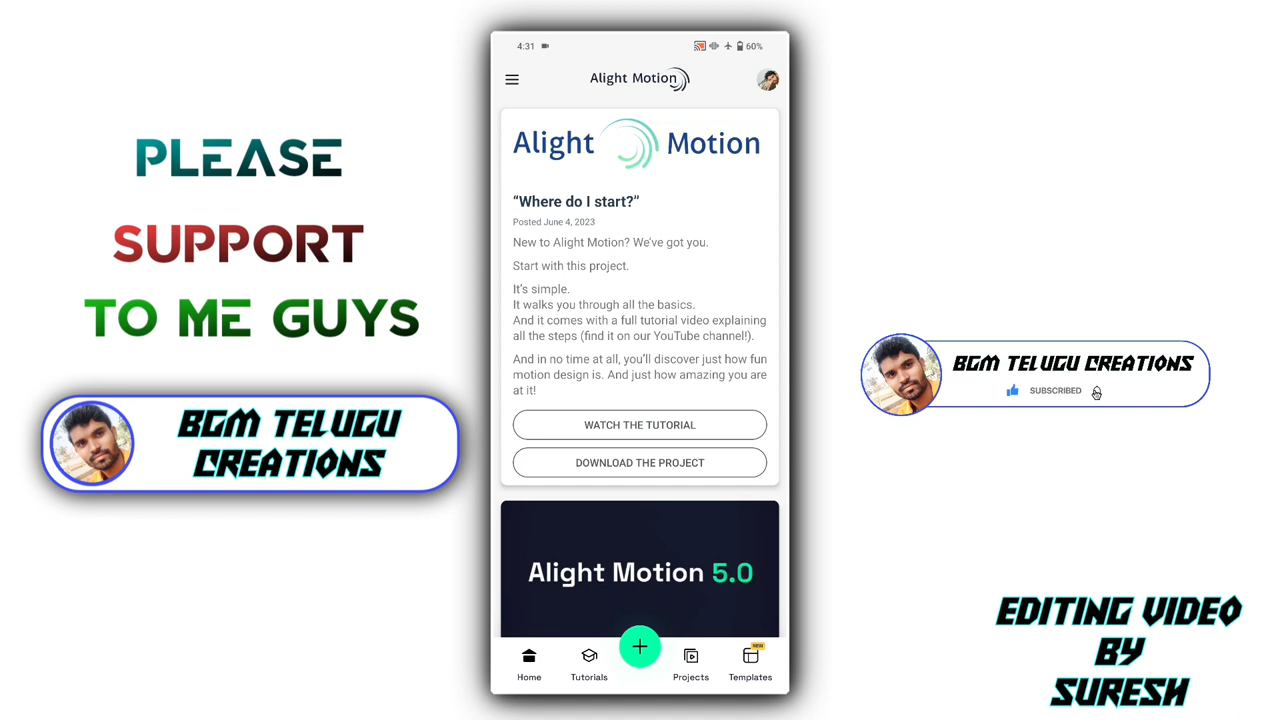 PLEASE
SUPPORT
TO ME GUYS
BGM TELUGU
CREATIONS
4:31
60%
Alight Motion
Alight Motion
“Where do I start?”
Posted June 4, 2023
New to Alight Motion? We’ve got you.
Start with this project.
It’s simple.
It walks you through all the basics.
And it comes with a full tutorial video explaining
all the steps (find it on our YouTube channel!).
And in no time at all, you’ll discover just how fun
motion design is. And just how amazing you are
at it!
WATCH THE TUTORIAL
DOWNLOAD THE PROJECT
Alight Motion 5.0
Home
Tutorials
Projects
NEW
Templates
BGM TELUGU CREATIONS
SUBSCRIBED
EDITING VIDEO
BY
SURESH